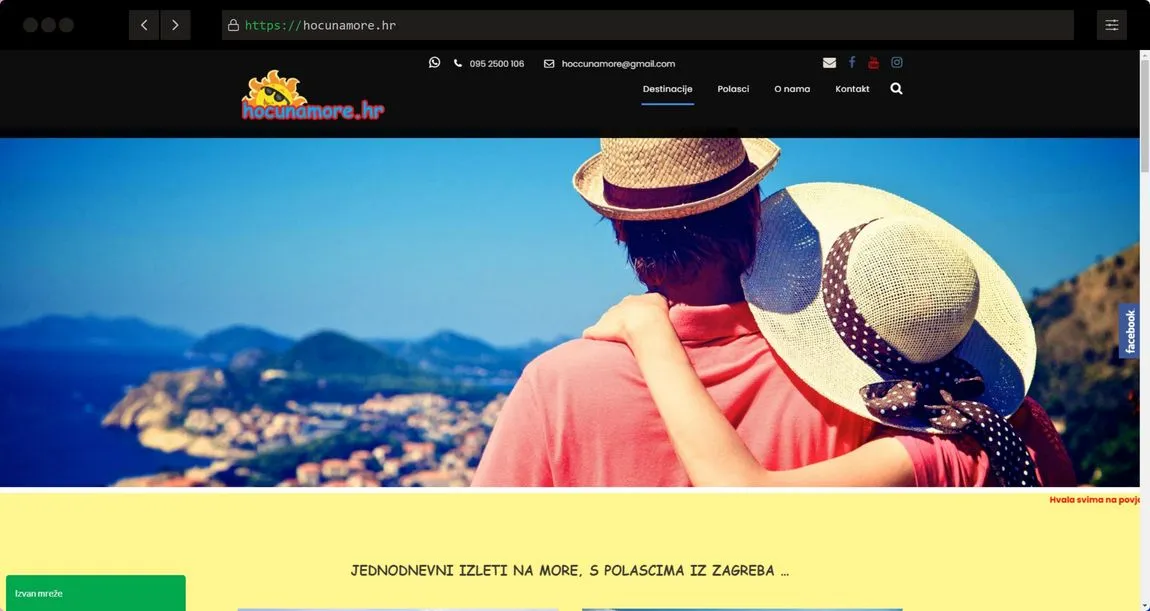 https://hocunamore.hr
095 2500 106
hoccunamore@gmail.com
hocunamore.hr
Destinacije
Polasci
O nama
Kontakt
facebook
Hvala svima na
JEDNODNEVNI IZLETI NA MORE, S POLASCIMA IZ ZAGREBA ...
Izvan mreže